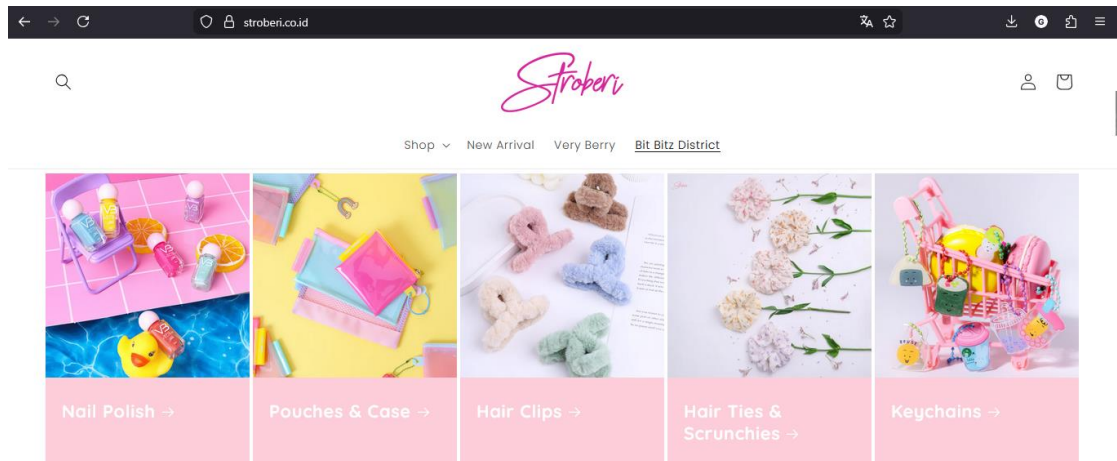 stroberi.co.id
Stroberi
Shop New Arrival Very Berry Bit Bitz District
Nail Polish →
Pouches & Case →
Hair Clips →
Hair Ties &
Scrunchies →
Keychains →